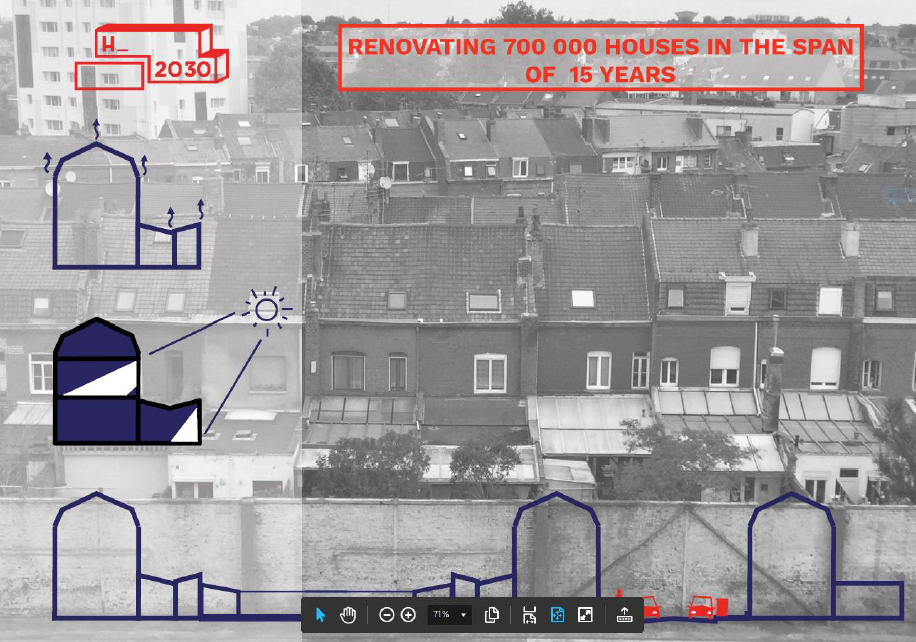 H_
2030
RENOVATING 700 000 HOUSES IN THE SPAN
OF 15 YEARS
71%